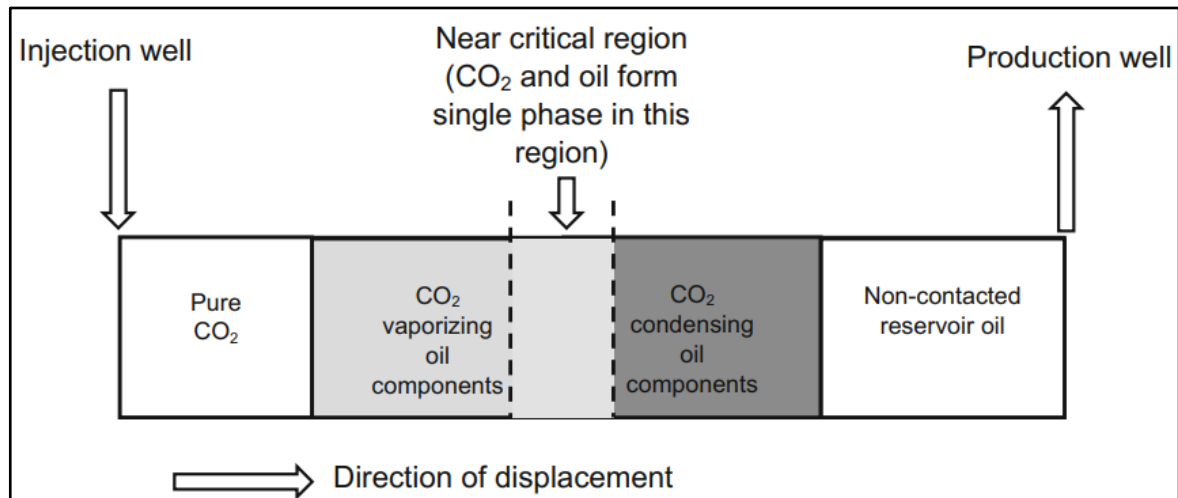 Injection well
Near critical region
(CO₂ and oil form
single phase in this
region)
Production well
Pure
CO₂
CO₂
vaporizing
oil
components
CO₂
condensing
oil
components
Non-contacted
reservoir oil
Direction of displacement